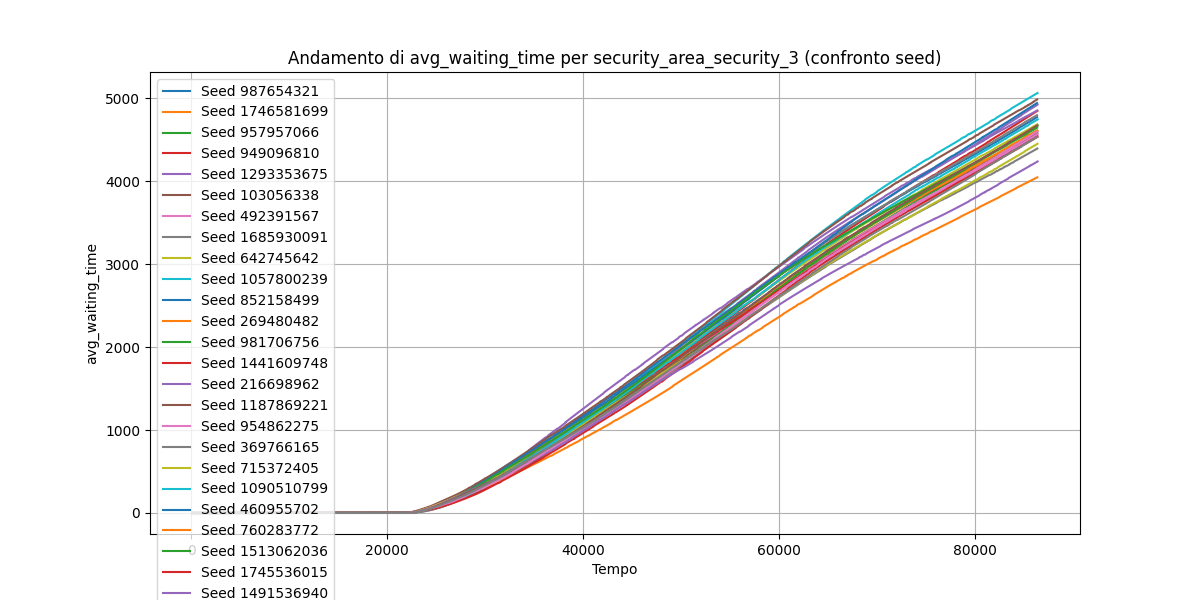 Andamento di avg_waiting_time per security_area_security_3 (confronto seed)
avg_waiting_time
5000
4000
3000
2000
1000
0
Seed 987654321
Seed 1746581699
Seed 957957066
Seed 949096810
Seed 1293353675
Seed 103056338
Seed 492391567
Seed 1685930091
Seed 642745642
Seed 1057800239
Seed 852158499
Seed 269480482
Seed 981706756
Seed 1441609748
Seed 216698962
Seed 1187869221
Seed 954862275
Seed 369766165
Seed 715372405
Seed 1090510799
Seed 460955702
Seed 760283772
Seed 1513062036
Seed 1745536015
Seed 1491536940
0 20000 40000 60000 80000
Tempo